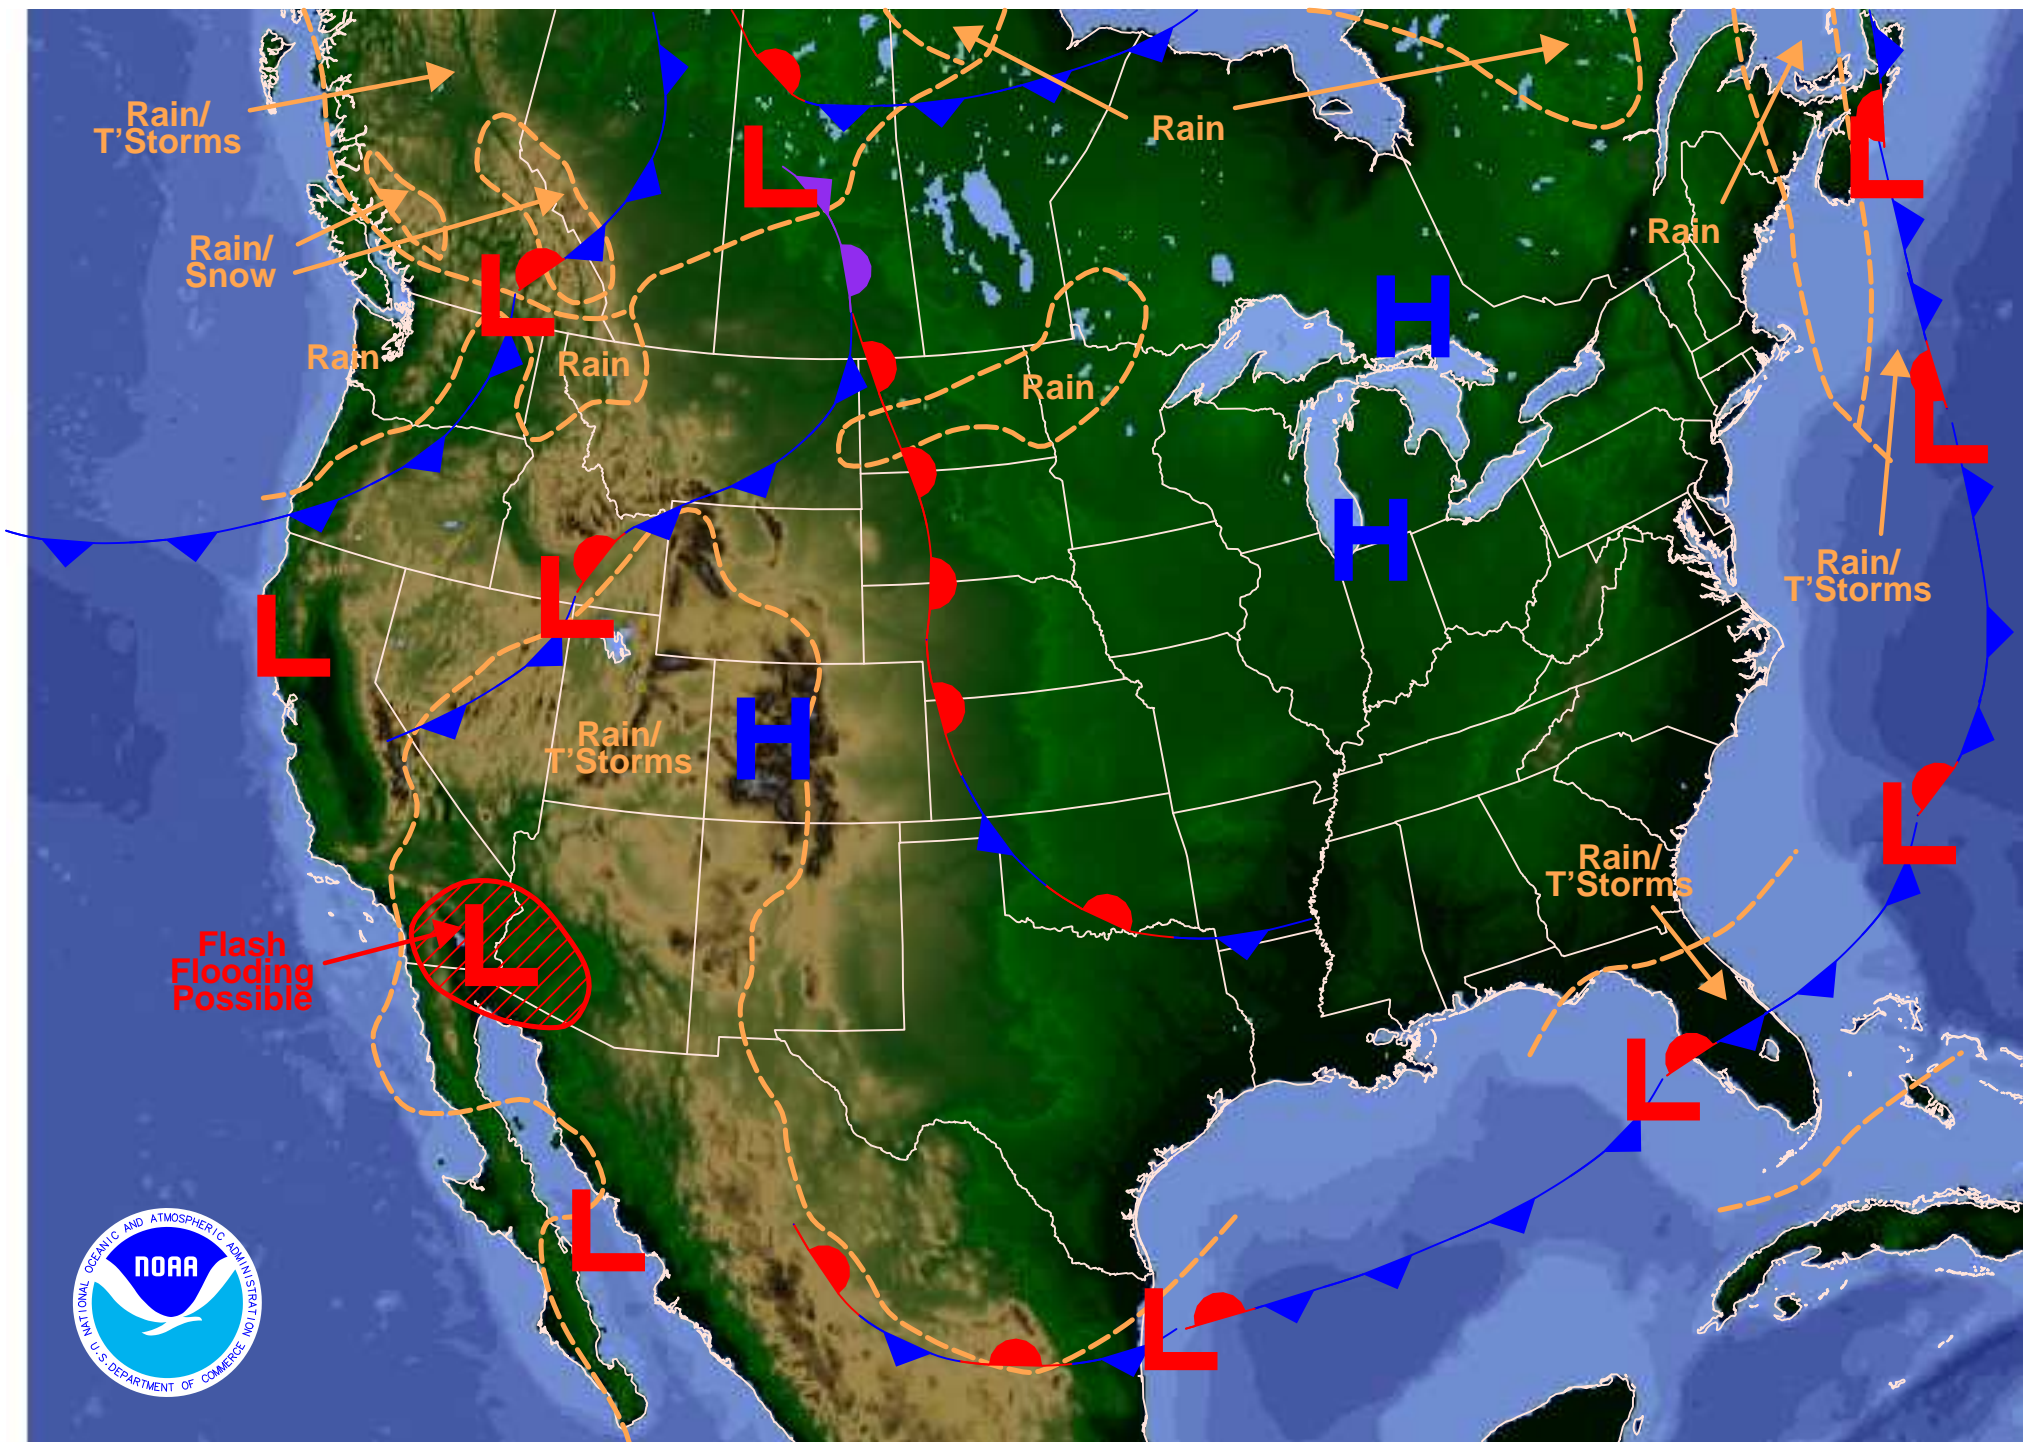 Rain/
T'Storms
Rain
Rain/
Snow
Rain
Rain
Rain
Rain
Rain/
T'Storms
Rain/
T'Storms
Rain/
T'Storms
Flash
Flooding
Possible
L
L
L
L
L
L
L
L
L
L
L
H
H
H
NATIONAL OCEANIC AND ATMOSPHERIC ADMINISTRATION
NOAA
U.S. DEPARTMENT OF COMMERCE